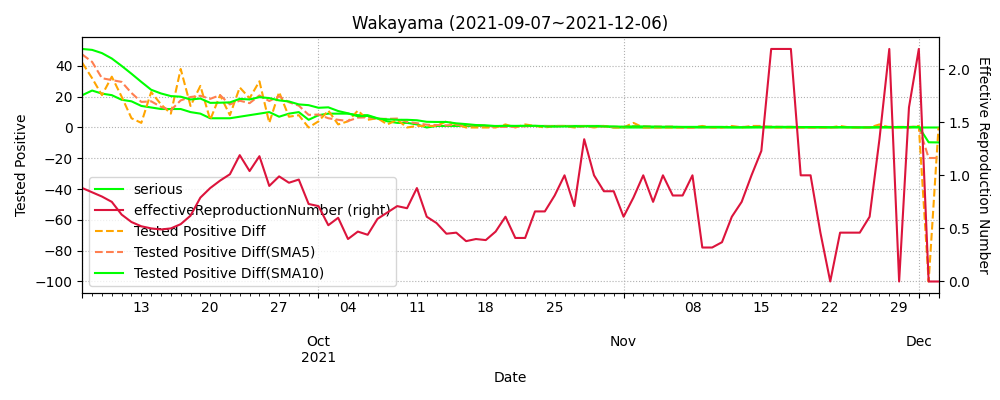 Wakayama (2021-09-07~2021-12-06)
Tested Positive
40
20
0
−20
−40
−60
−80
−100
serious
effectiveReproductionNumber (right)
Tested Positive Diff
Tested Positive Diff(SMA5)
Tested Positive Diff(SMA10)
2.0
1.5
1.0
0.5
0.0
Effective Reproduction Number
13 20 27 04 11 18 25 08 15 22 29
Oct Nov Dec
2021
Date